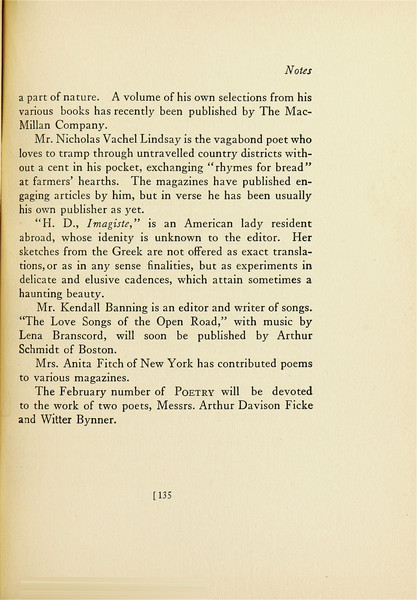 Notes
a part of nature. A volume of his own selections from his
various books has recently been published by The Mac-
Millan Company.
Mr. Nicholas Vachel Lindsay is the vagabond poet who
loves to tramp through untravelled country districts with-
out a cent in his pocket, exchanging "rhymes for bread"
at farmers' hearths. The magazines have published en-
gaging articles by him, but in verse he has been usually
his own publisher as yet.
"H. D., Imagiste," is an American lady resident
abroad, whose idenity is unknown to the editor. Her
sketches from the Greek are not offered as exact transla-
tions, or as in any sense finalities, but as experiments in
delicate and elusive cadences, which attain sometimes a
haunting beauty.
Mr. Kendall Banning is an editor and writer of songs.
"The Love Songs of the Open Road," with music by
Lena Branscord, will soon be published by Arthur
Schmidt of Boston.
Mrs. Anita Fitch of New York has contributed poems
to various magazines.
The February number of POETRY will be devoted
to the work of two poets, Messrs. Arthur Davison Ficke
and Witter Bynner.
[135